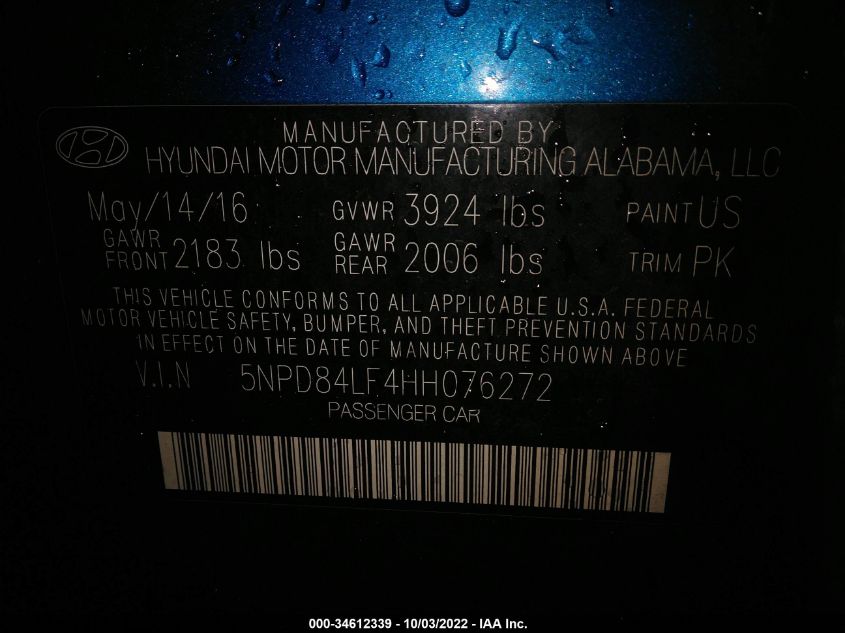 MANUFACTURED BY
HYUNDAI MOTOR MANUFACTURING ALABAMA, LLC
May/14/16 GVWR 3924 lbs PAINT US
GAWR FRONT 2183 lbs GAWR REAR 2006 lbs TRIM PK
THIS VEHICLE CONFORMS TO ALL APPLICABLE U.S.A. FEDERAL
MOTOR VEHICLE SAFETY, BUMPER, AND THEFT PREVENTION STANDARDS
IN EFFECT ON THE DATE OF MANUFACTURE SHOWN ABOVE
V.I.N 5NPD84LF4HH076272
PASSENGER CAR
000-34612339 - 10/03/2022 - IAA Inc.